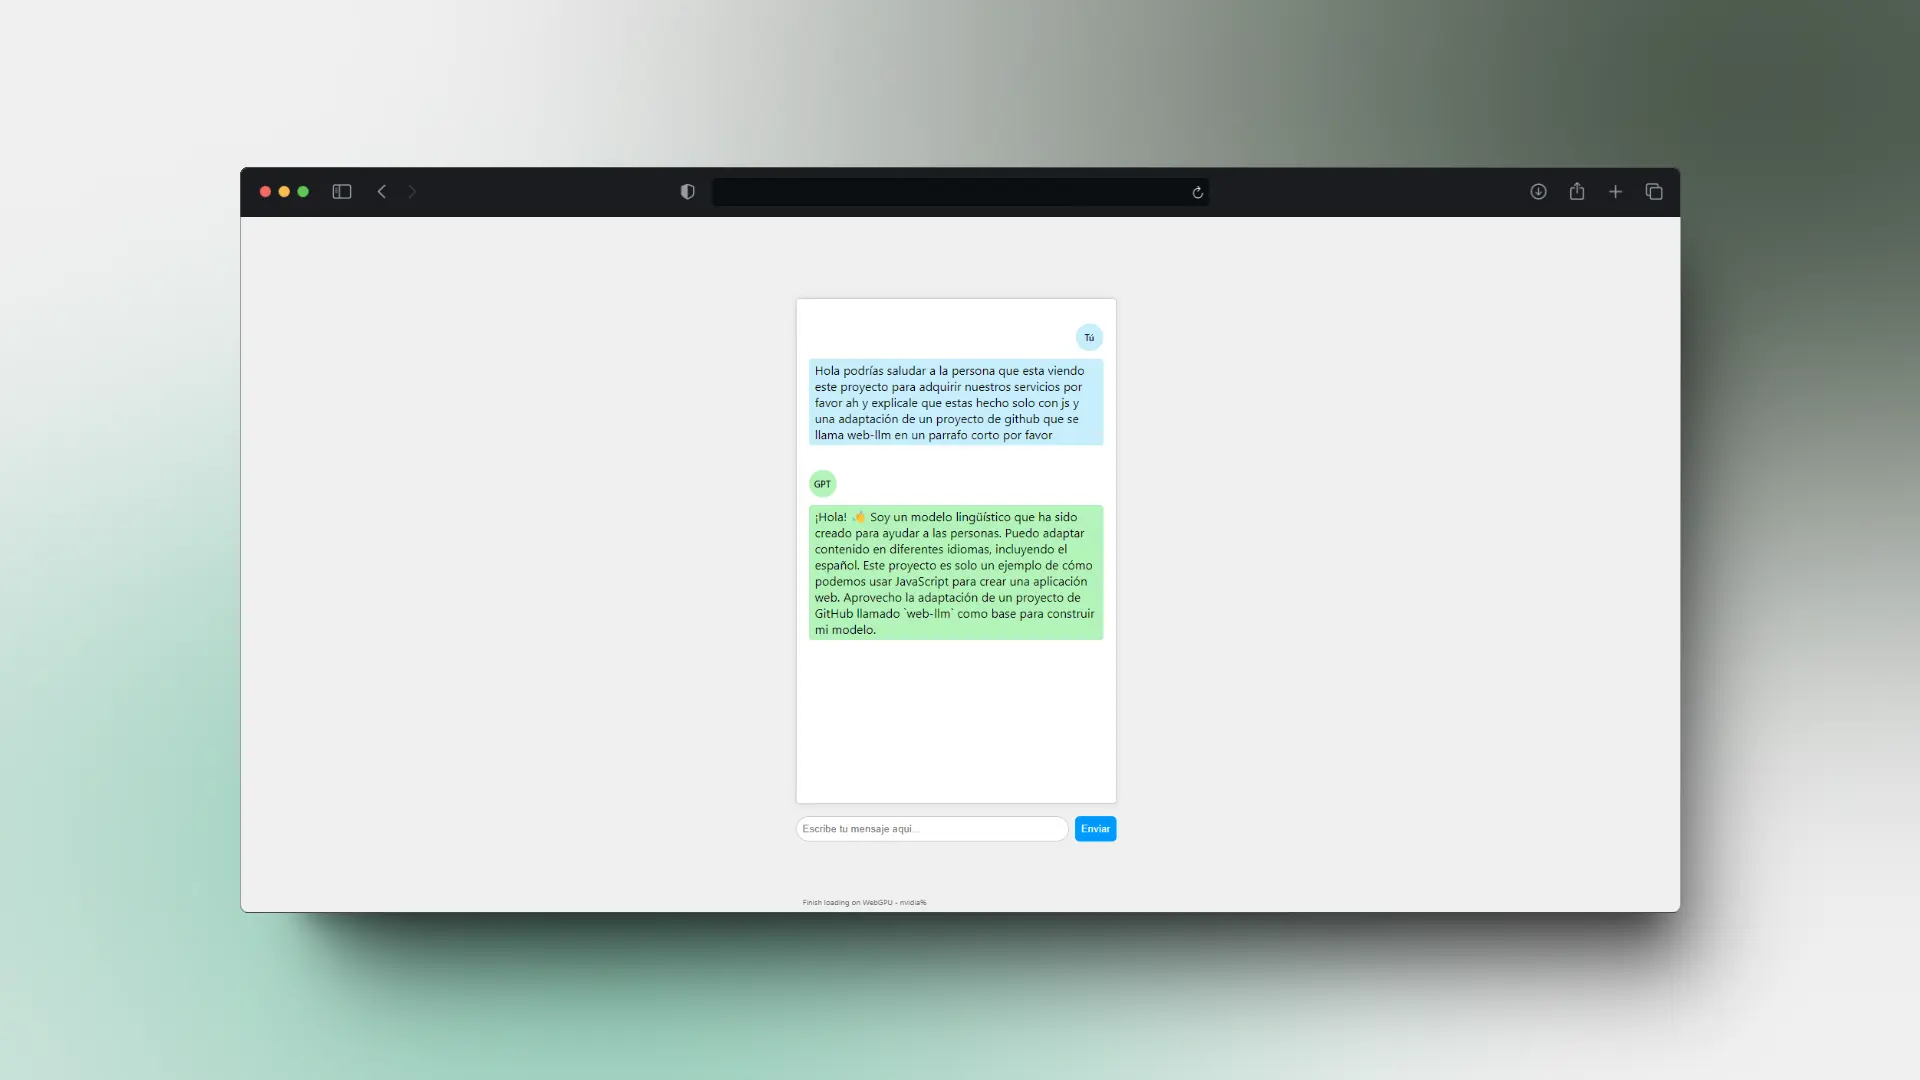 Tú
Hola podrías saludar a la persona que esta viendo
este proyecto para adquirir nuestros servicios por
favor ah y explicale que estas hecho solo con js y
una adaptación de un proyecto de github que se
llama web-llm en un parrafo corto por favor
GPT
¡Hola! 👋 Soy un modelo lingüístico que ha sido
creado para ayudar a las personas. Puedo adaptar
contenido en diferentes idiomas, incluyendo el
español. Este proyecto es solo un ejemplo de cómo
podemos usar JavaScript para crear una aplicación
web. Aprovecho la adaptación de un proyecto de
GitHub llamado `web-llm` como base para construir
mi modelo.
Escribe tu mensaje aquí...
Enviar
Finish loading on WebGPU - nvidia%